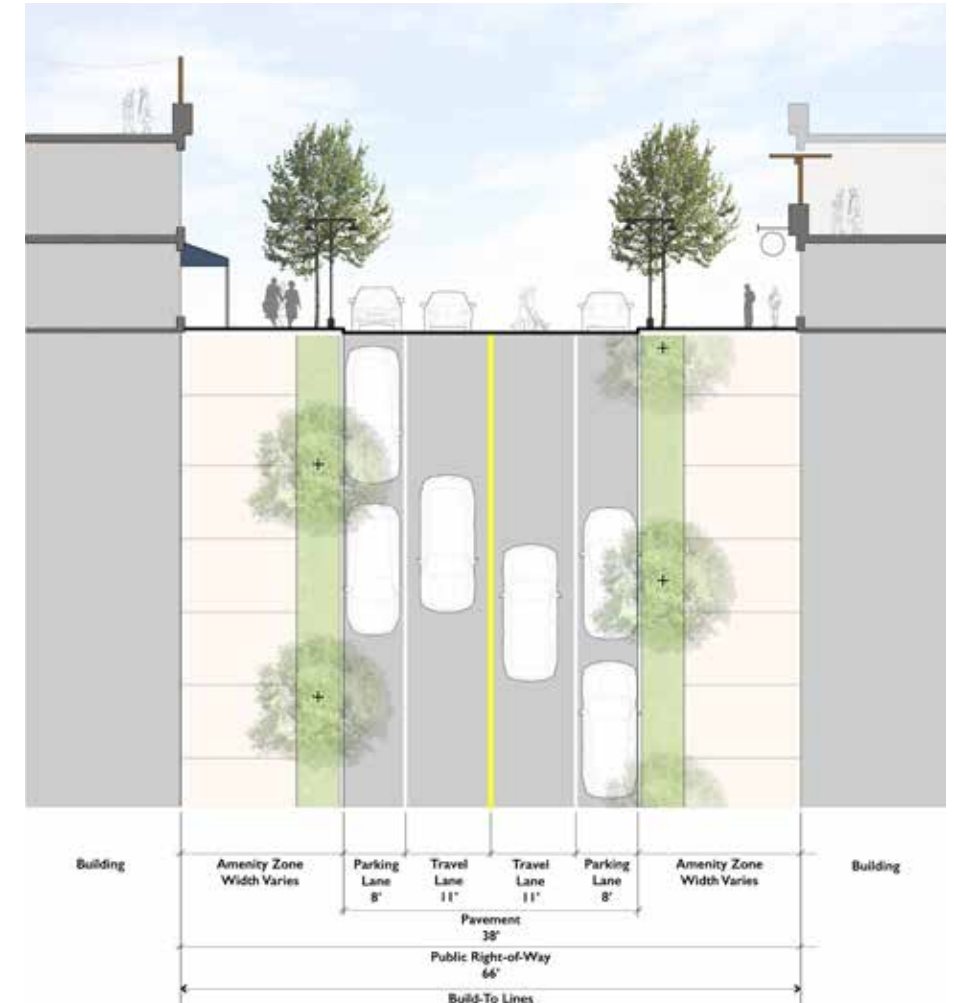 Building
Amenity Zone
Width Varies
Parking
Lane
8'
Travel
Lane
11'
Travel
Lane
11'
Parking
Lane
8'
Amenity Zone
Width Varies
Building
Pavement
38'
Public Right-of-Way
66'
Build-To Lines